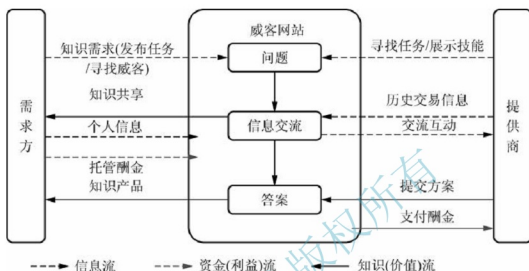 威客网站
知识需求(发布任务
/寻找威客)
问题
寻找任务/展示技能
知识共享
历史交易信息
需求方
个人信息
信息交流
交流互动
提供商
托管酬金
知识产品
答案
提交方案
支付酬金
版权所有
信息流
资金(利益)流
知识(价值)流